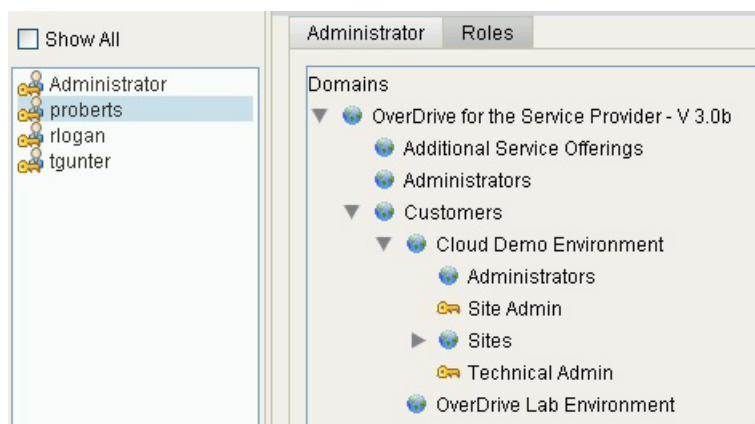 Show All
Administrator
proberts
rlogan
tgunter
Administrator
Roles
Domains
OverDrive for the Service Provider - V 3.0b
Additional Service Offerings
Administrators
Customers
Cloud Demo Environment
Administrators
Site Admin
Sites
Technical Admin
OverDrive Lab Environment